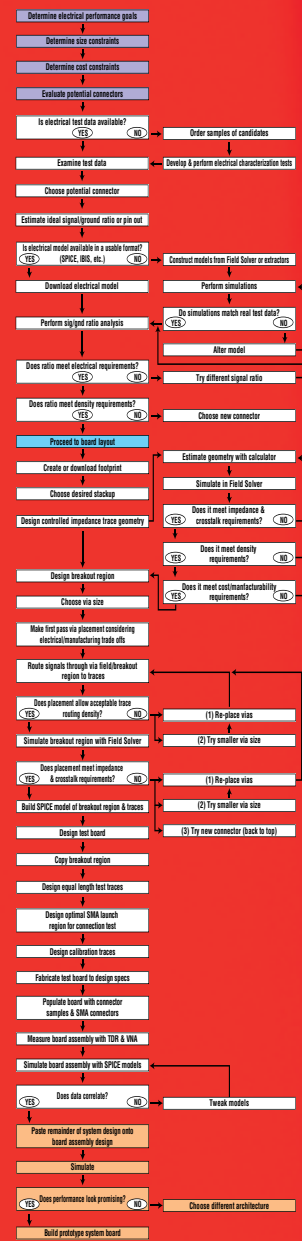 Determine electrical performance goals
Determine size constraints
Determine cost constraints
Evaluate potential connectors
Is electrical test data available?
YES NO
Order samples of candidates
Examine test data
Develop & perform electrical characterization tests
Choose potential connector
Estimate ideal signal/ground ratio or pin out
Is electrical model available in a usable format?
YES (SPICE, IBIS, etc.) NO
Construct models from Field Solver or extractors
Download electrical model
Perform simulations
Perform sig/gnd ratio analysis
Do simulations match real test data?
YES NO
Alter model
Does ratio meet electrical requirements?
YES NO
Try different signal ratio
Does ratio meet density requirements?
YES NO
Choose new connector
Proceed to board layout
Create or download footprint
Estimate geometry with calculator
Choose desired stackup
Simulate in Field Solver
Design controlled impedance trace geometry
Does it meet impedance &
YES crosstalk requirements? NO
Does it meet density
YES requirements? NO
Design breakout region
Does it meet cost/manfacturability
YES requirements? NO
Choose via size
Make first pass via placement considering
electrical/manufacturing trade offs
Route signals through via field/breakout
region to traces
Does placement allow acceptable trace
YES routing density? NO
(1) Re-place vias
Simulate breakout region with Field Solver
(2) Try smaller via size
Does placement meet impedance
YES & crosstalk requirements? NO
(1) Re-place vias
Build SPICE model of breakout region & traces
(2) Try smaller via size
Design test board
(3) Try new connector (back to top)
Copy breakout region
Design equal length test traces
Design optimal SMA launch
region for connection test
Design calibration traces
Fabricate test board to design specs
Populate board with connector
samples & SMA connectors
Measure board assembly with TDR & VNA
Simulate board assembly with SPICE models
Does data correlate?
YES NO
Tweak models
Paste remainder of system design onto
board assembly design
Simulate
Does performance look promising?
YES NO
Choose different architecture
Build prototype system board